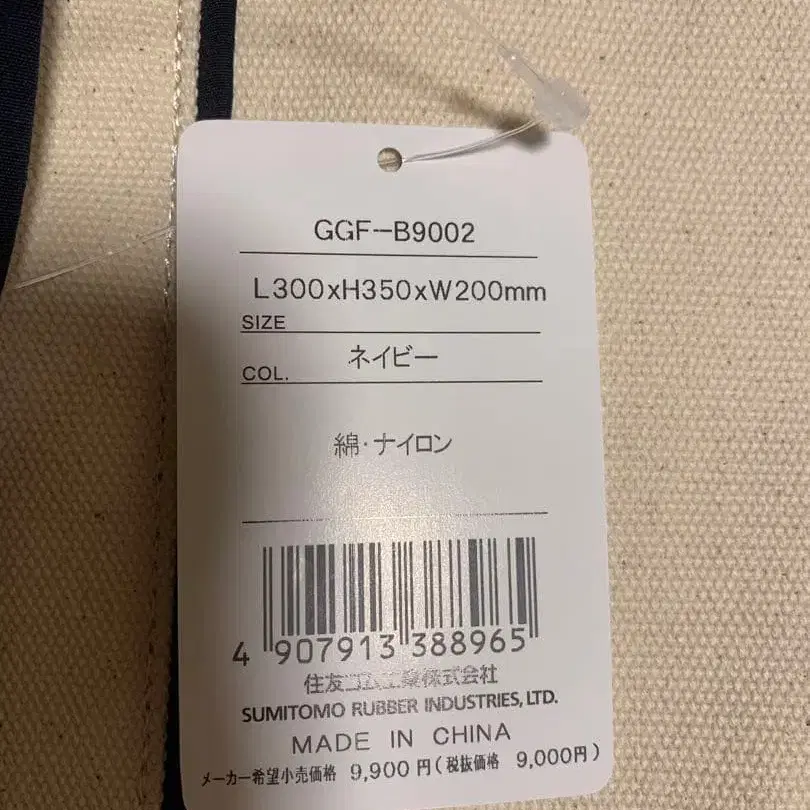 GGF-B9002
L300xH350xW200mm
SIZE
ネイビー
COL.
綿・ナイロン
4 907913 388965
住友ゴム工業株式会社
SUMITOMO RUBBER INDUSTRIES, LTD.
MADE IN CHINA
メーカー希望小売価格 9,900円(税抜価格 9,000円)